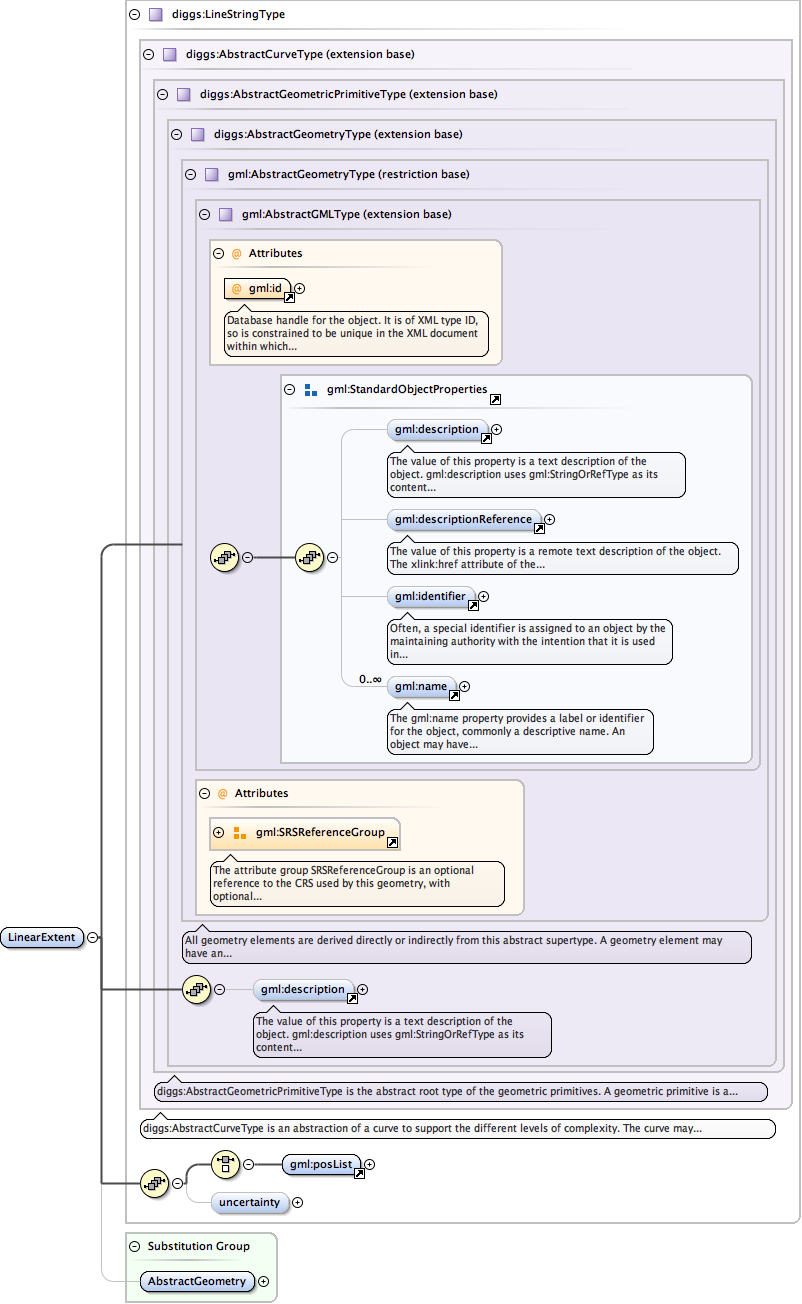 diggs:LineStringType
diggs:AbstractCurveType (extension base)
diggs:AbstractGeometricPrimitiveType (extension base)
diggs:AbstractGeometryType (extension base)
gml:AbstractGeometryType (restriction base)
gml:AbstractGMLType (extension base)
@ Attributes
@ gml:id
Database handle for the object. It is of XML type ID,
so is constrained to be unique in the XML document
within which...
gml:StandardObjectProperties
gml:description
The value of this property is a text description of the
object. gml:description uses gml:StringOrRefType as its
content...
gml:descriptionReference
The value of this property is a remote text description of the object.
The xlink:href attribute of the...
gml:identifier
Often, a special identifier is assigned to an object by the
maintaining authority with the intention that it is used
in...
0..∞
gml:name
The gml:name property provides a label or identifier
for the object, commonly a descriptive name. An
object may have...
@ Attributes
gml:SRSReferenceGroup
The attribute group SRSReferenceGroup is an optional
reference to the CRS used by this geometry, with
optional...
LinearExtent
All geometry elements are derived directly or indirectly from this abstract supertype. A geometry element may
have an...
gml:description
The value of this property is a text description of the
object. gml:description uses gml:StringOrRefType as its
content...
diggs:AbstractGeometricPrimitiveType is the abstract root type of the geometric primitives. A geometric primitive is a...
diggs:AbstractCurveType is an abstraction of a curve to support the different levels of complexity. The curve may...
gml:posList
uncertainty
Substitution Group
AbstractGeometry